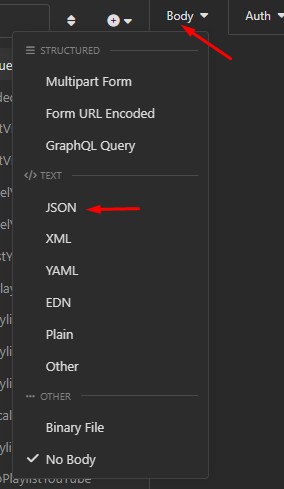 Body
Auth
STRUCTURED
Multipart Form
Form URL Encoded
GraphQL Query
</> TEXT
JSON
XML
YAML
EDN
Plain
Other
OTHER
Binary File
No Body
PlaylistYouTube